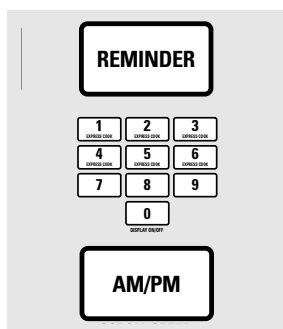 REMINDER
1 2 3
EXPRESS COOK EXPRESS COOK EXPRESS COOK
4 5 6
EXPRESS COOK EXPRESS COOK EXPRESS COOK
7 8 9
0
DISPLAY ON/OFF
AM/PM